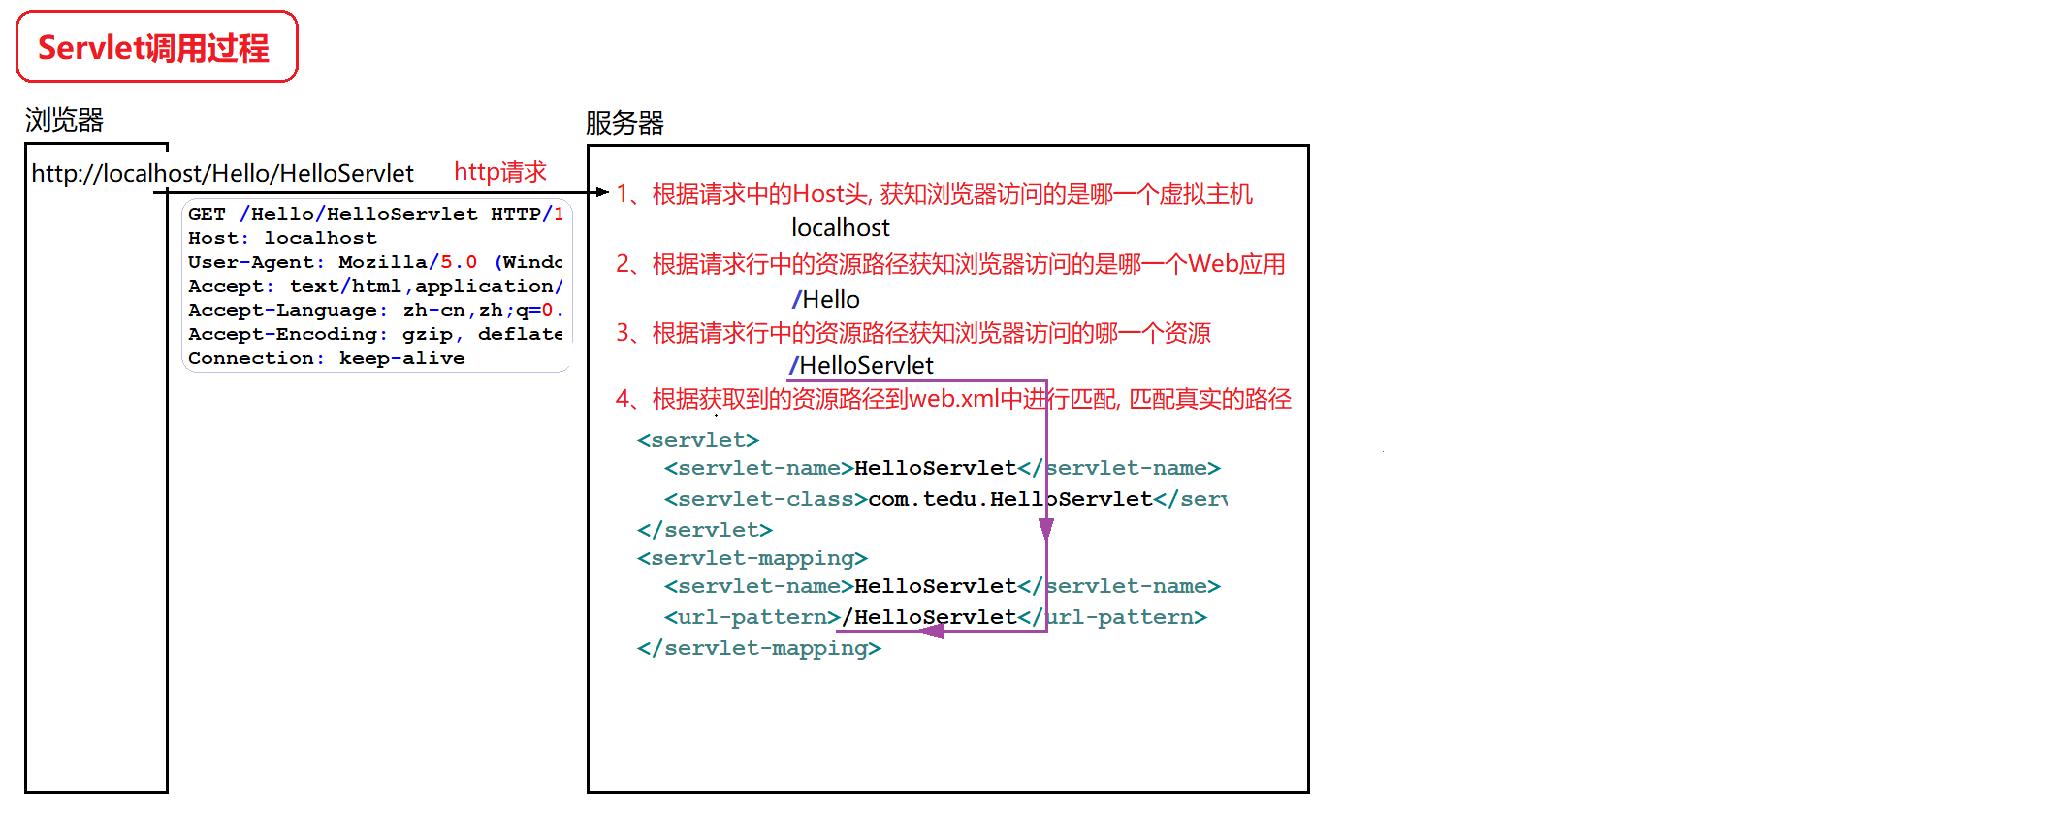 Servlet调用过程
浏览器
服务器
http://localhost/Hello/HelloServlet
http请求
GET /Hello/HelloServlet HTTP/1
Host: localhost
User-Agent: Mozilla/5.0 (Windo
Accept: text/html,application/
Accept-Language: zh-cn,zh;q=0.
Accept-Encoding: gzip, deflate
Connection: keep-alive
1、根据请求中的Host头, 获知浏览器访问的是哪一个虚拟主机
localhost
2、根据请求行中的资源路径获知浏览器访问的是哪一个Web应用
/Hello
3、根据请求行中的资源路径获知浏览器访问的哪一个资源
/HelloServlet
4、根据获取到的资源路径到web.xml中进行匹配, 匹配真实的路径
<servlet>
<servlet-name>HelloServlet</servlet-name>
<servlet-class>com.tedu.HelloServlet</serv
</servlet>
<servlet-mapping>
<servlet-name>HelloServlet</servlet-name>
<url-pattern>/HelloServlet</url-pattern>
</servlet-mapping>